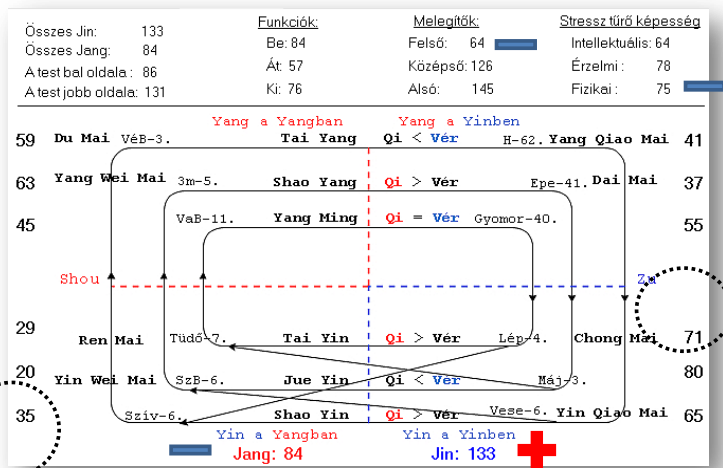 Összes Jin: 133
Összes Jang: 84
A test bal oldala : 86
A test jobb oldala: 131
Funkciók:
Be: 84
Át: 57
Ki: 76
Melegítők:
Felső: 64
Középső: 126
Alsó: 145
Stressz tűrő képesség
Intellektuális: 64
Érzelmi : 78
Fizikai : 75
Yang a Yangban Yang a Yinben
59 Du Mai VéB-3. Tai Yang Qi < Vér H-62. Yang Qiao Mai 41
63 Yang Wei Mai 3m-5. Shao Yang Qi > Vér Epe-41. Dai Mai 37
45 VaB-11. Yang Ming Qi = Vér Gyomor-40. 55
Shou Zu
29 Ren Mai Tüdő-7. Tai Yin Qi > Vér Lép-4. Chong Mai 71
20 Yin Wei Mai SzB-6. Jue Yin Qi < Vér Máj-3. 80
35 Szív-6. Shao Yin Qi > Vér Vese-6. Yin Qiao Mai 65
Yin a Yangban Yin a Yinben
Jang: 84 Jin: 133